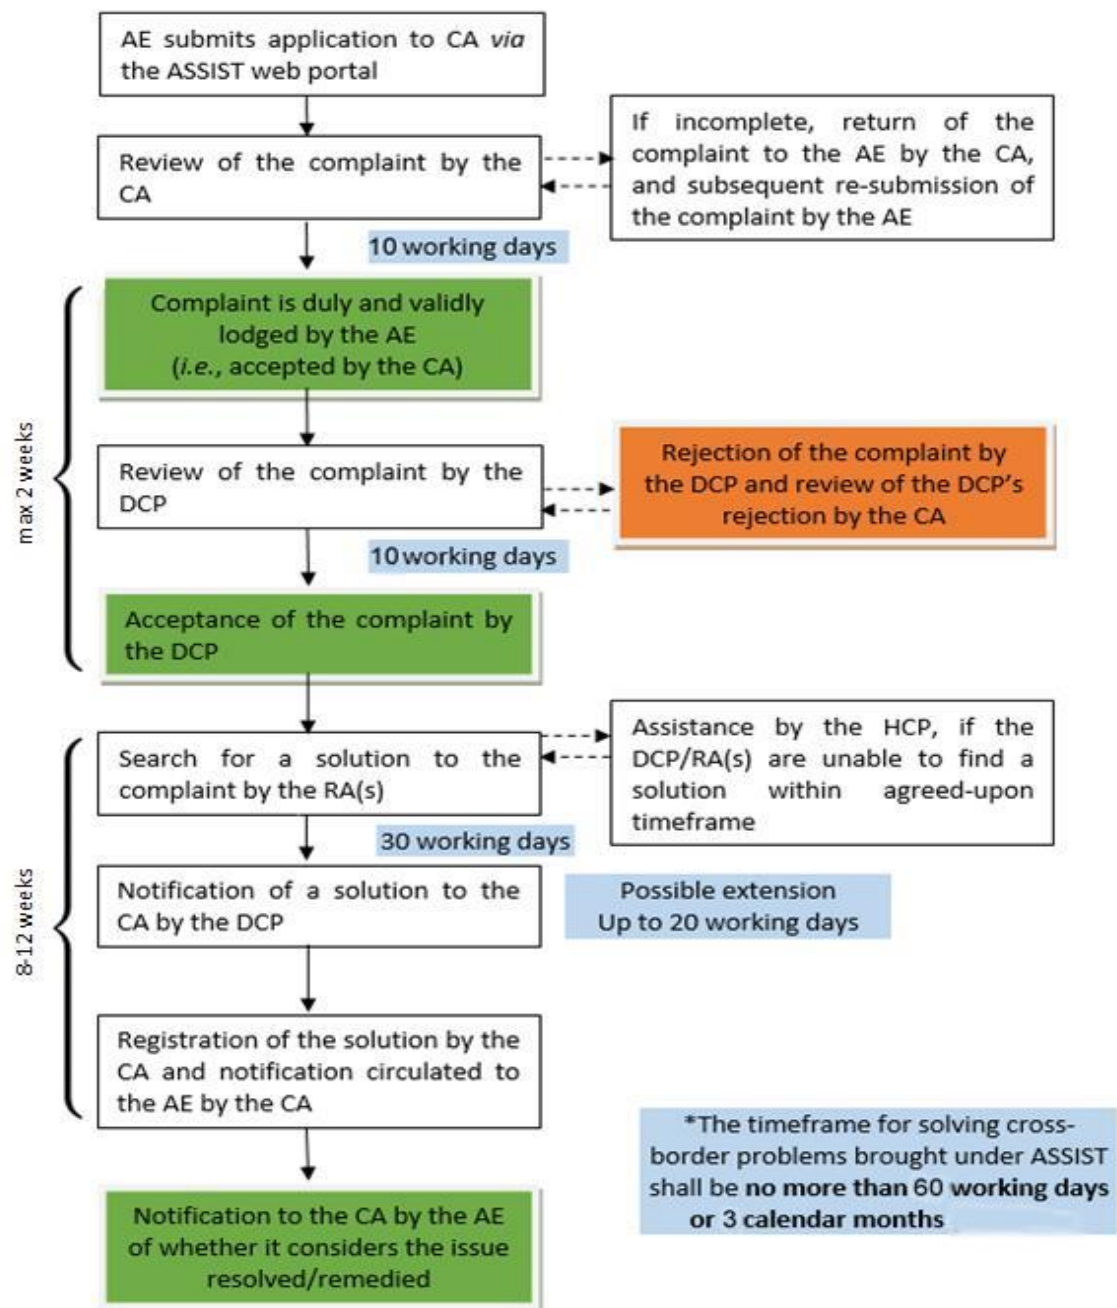 AE submits application to CA via
the ASSIST web portal
Review of the complaint by the
CA
If incomplete, return of the
complaint to the AE by the CA,
and subsequent re-submission of
the complaint by the AE
10 working days
Complaint is duly and validly
lodged by the AE
(i.e., accepted by the CA)
max 2 weeks
Review of the complaint by the
DCP
Rejection of the complaint by
the DCP and review of the DCP's
rejection by the CA
10 working days
Acceptance of the complaint by
the DCP
Search for a solution to the
complaint by the RA(s)
Assistance by the HCP, if the
DCP/RA(s) are unable to find a
solution within agreed-upon
timeframe
30 working days
8-12 weeks
Notification of a solution to the
CA by the DCP
Possible extension
Up to 20 working days
Registration of the solution by the
CA and notification circulated to
the AE by the CA
*The timeframe for solving cross-
border problems brought under ASSIST
shall be no more than 60 working days
or 3 calendar months
Notification to the CA by the AE
of whether it considers the issue
resolved/remedied